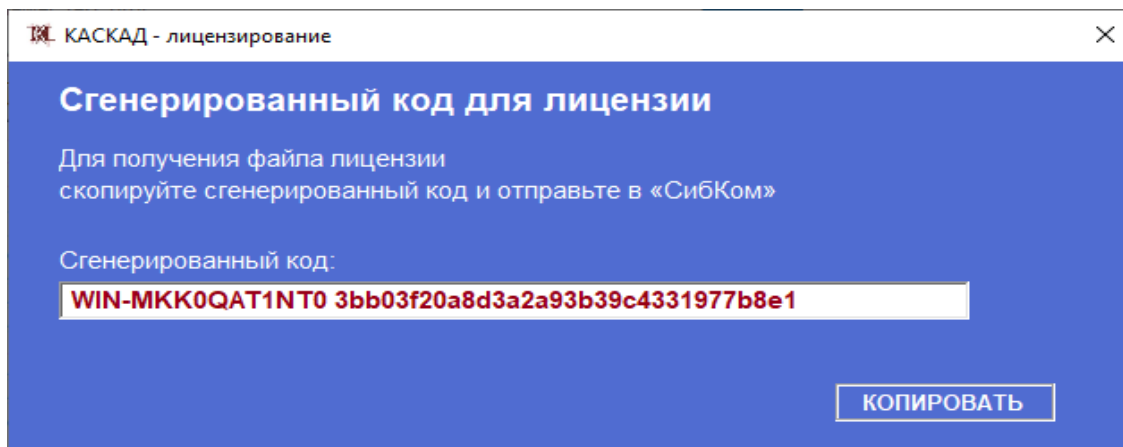 КАСКАД - лицензирование
Сгенерированный код для лицензии
Для получения файла лицензии
скопируйте сгенерированный код и отправьте в «СибКом»
Сгенерированный код:
WIN-MKK0QAT1NT0 3bb03f20a8d3a2a93b39c4331977b8e1
КОПИРОВАТЬ